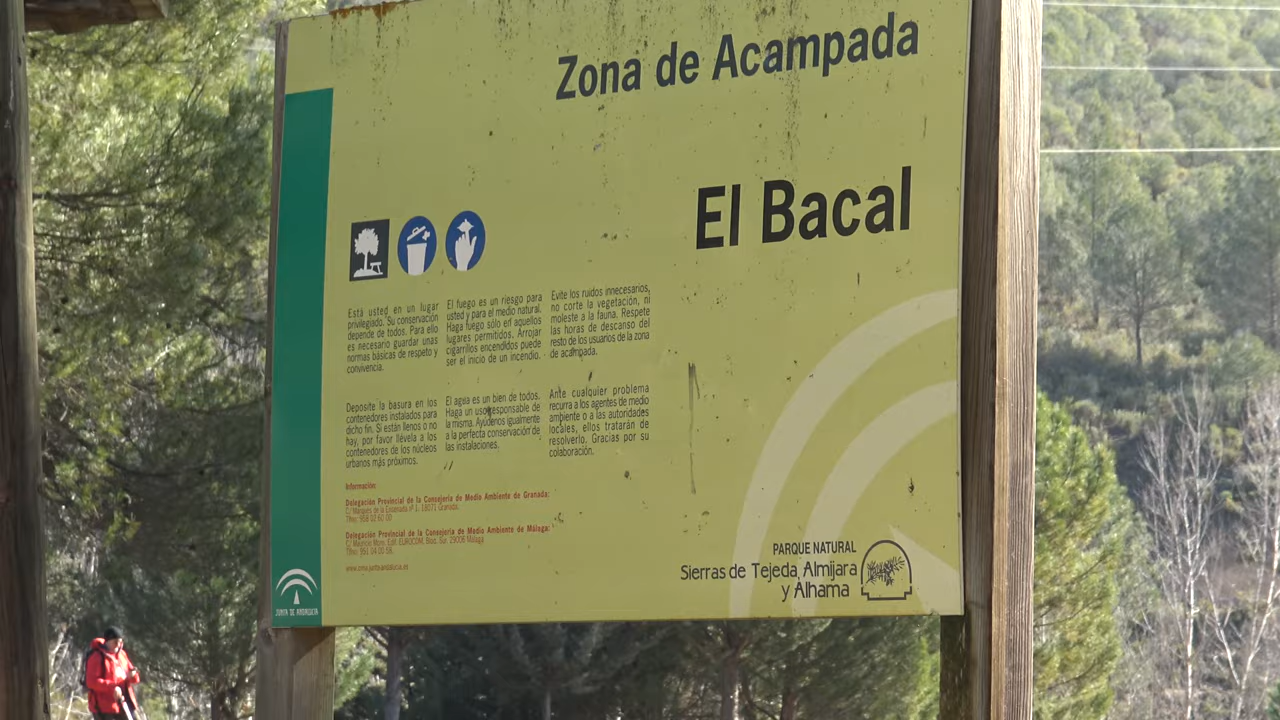 Zona de Acampada
El Bacal
Está usted en un lugar
privilegiado. Su conservación
depende de todos. Para ello
es necesario guardar unas
normas básicas de respeto y
convivencia.
El fuego es un riesgo para
usted y para el medio natural.
Haga fuego sólo en aquellos
lugares permitidos. Arrojar
cigarrillos encendidos puede
ser el inicio de un incendio.
Evite los ruidos innecesarios,
no corte la vegetación, ni
moleste a la fauna. Respete
las horas de descanso del
resto de los usuarios de la zona
de acampada.
Deposite la basura en los
contenedores instalados para
dicho fin. Si están llenos o no
hay, por favor llévela a los
contenedores de los núcleos
urbanos más próximos.
El agua es un bien de todos.
Haga un uso responsable de
la misma. Ayúdenos igualmente
a la perfecta conservación de
las instalaciones.
Ante cualquier problema
recurra a los agentes de medio
ambiente o a las autoridades
locales, ellos tratarán de
resolverlo. Gracias por su
colaboración.
Información:
Delegación Provincial de la Consejería de Medio Ambiente de Granada:
C/ Marqués de la Ensenada nº 1. 18071 Granada.
Tfno: 958 02 60 00
Delegación Provincial de la Consejería de Medio Ambiente de Málaga:
C/ Mauricio Moro, Edif. EUROCOM, Bloc. Sur. 29006 Málaga
Tfno: 951 04 00 58
www.cma.juntaandalucia.es
JUNTA DE ANDALUCIA
PARQUE NATURAL
Sierras de Tejeda, Almijara
y Alhama